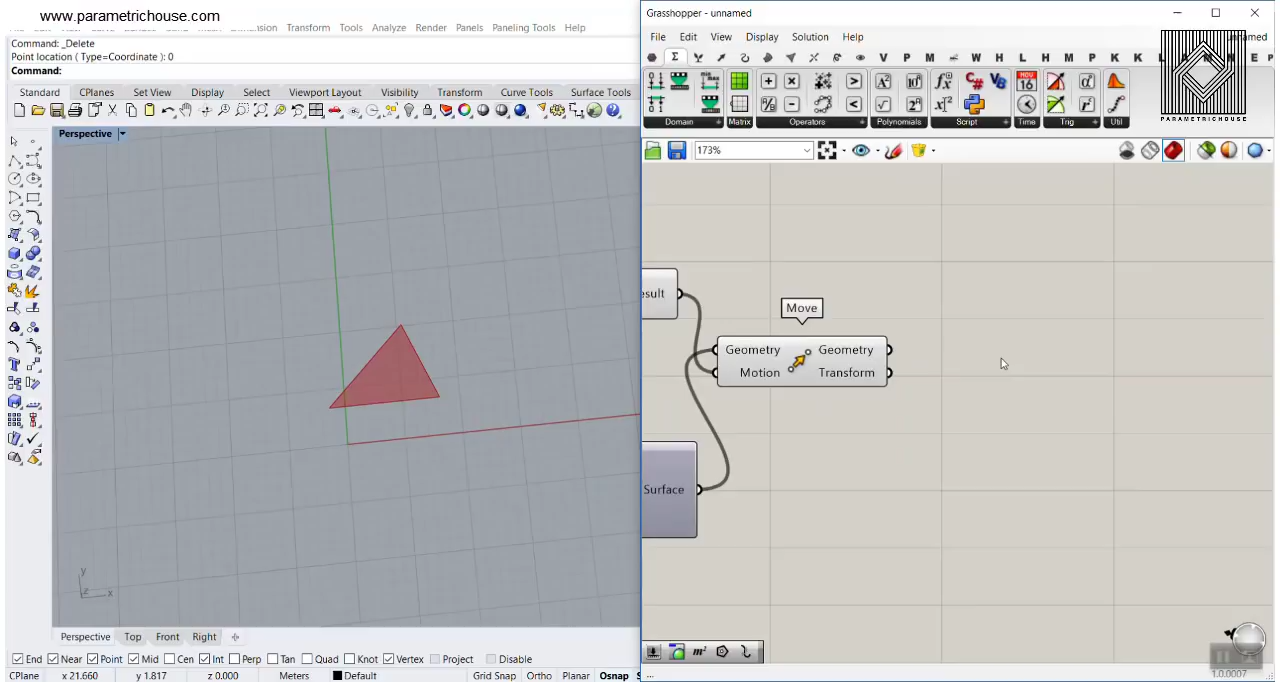 www.parametrichouse.com
Transform Tools Analyze Render Panels Paneling Tools Help
Command: _Delete
Point location ( Type=Coordinate ): 0
Command:
Standard CPlanes Set View Display Select Viewport Layout Visibility Transform Curve Tools Surface Tools
Perspective
y
z x
Perspective Top Front Right
End Near Point Mid Cen Int Perp Tan Quad Knot Vertex Project Disable
CPlane x 21.660 y 1.817 z 0.000 Meters Default Grid Snap Ortho Planar Osnap
Grasshopper - unnamed
File Edit View Display Solution Help
unnamed
V P M W H L H M P K K L A M N E P
Domain Matrix Operators Polynomials Script Time Trig Util
PARAMETRICHOUSE
173%
esult
Move
Geometry Geometry
Motion Transform
Surface
m²
...
1.0.0007